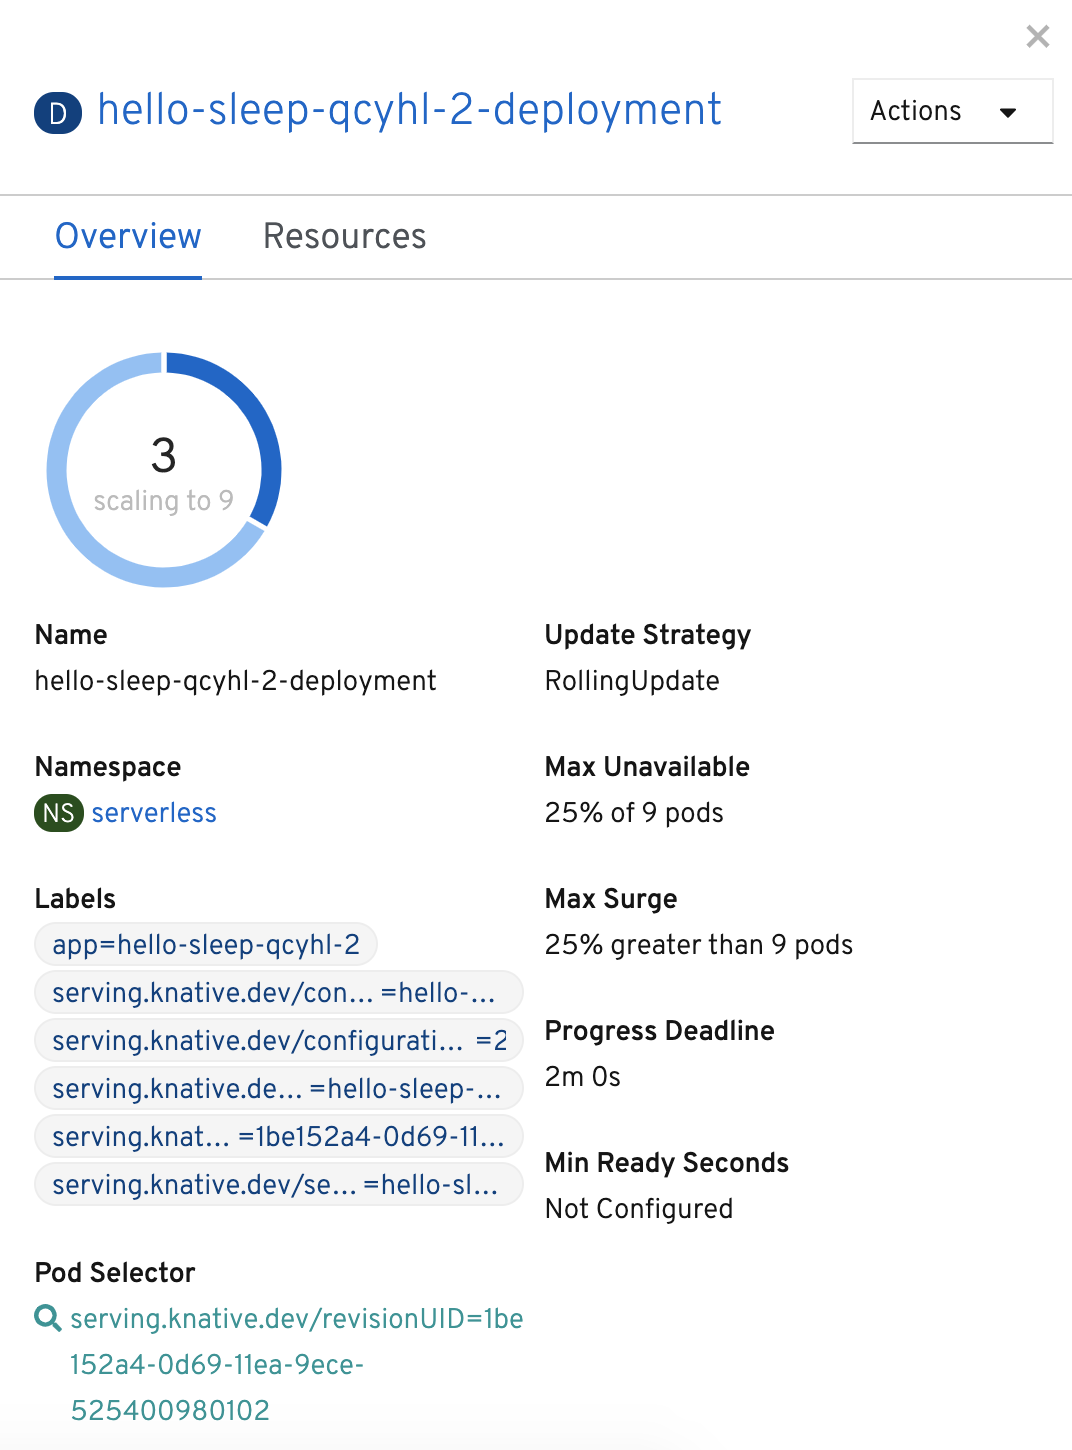 D hello-sleep-qcyhl-2-deployment
Actions
Overview Resources
3
scaling to 9
Name
hello-sleep-qcyhl-2-deployment
Namespace
NS serverless
Labels
app=hello-sleep-qcyhl-2
serving.knative.dev/con... =hello-...
serving.knative.dev/configurati... =2
serving.knative.de... =hello-sleep-...
serving.knat... =1be152a4-0d69-11...
serving.knative.dev/se... =hello-sl...
Pod Selector
serving.knative.dev/revisionUID=1be
152a4-0d69-11ea-9ece-
525400980102
Update Strategy
RollingUpdate
Max Unavailable
25% of 9 pods
Max Surge
25% greater than 9 pods
Progress Deadline
2m 0s
Min Ready Seconds
Not Configured